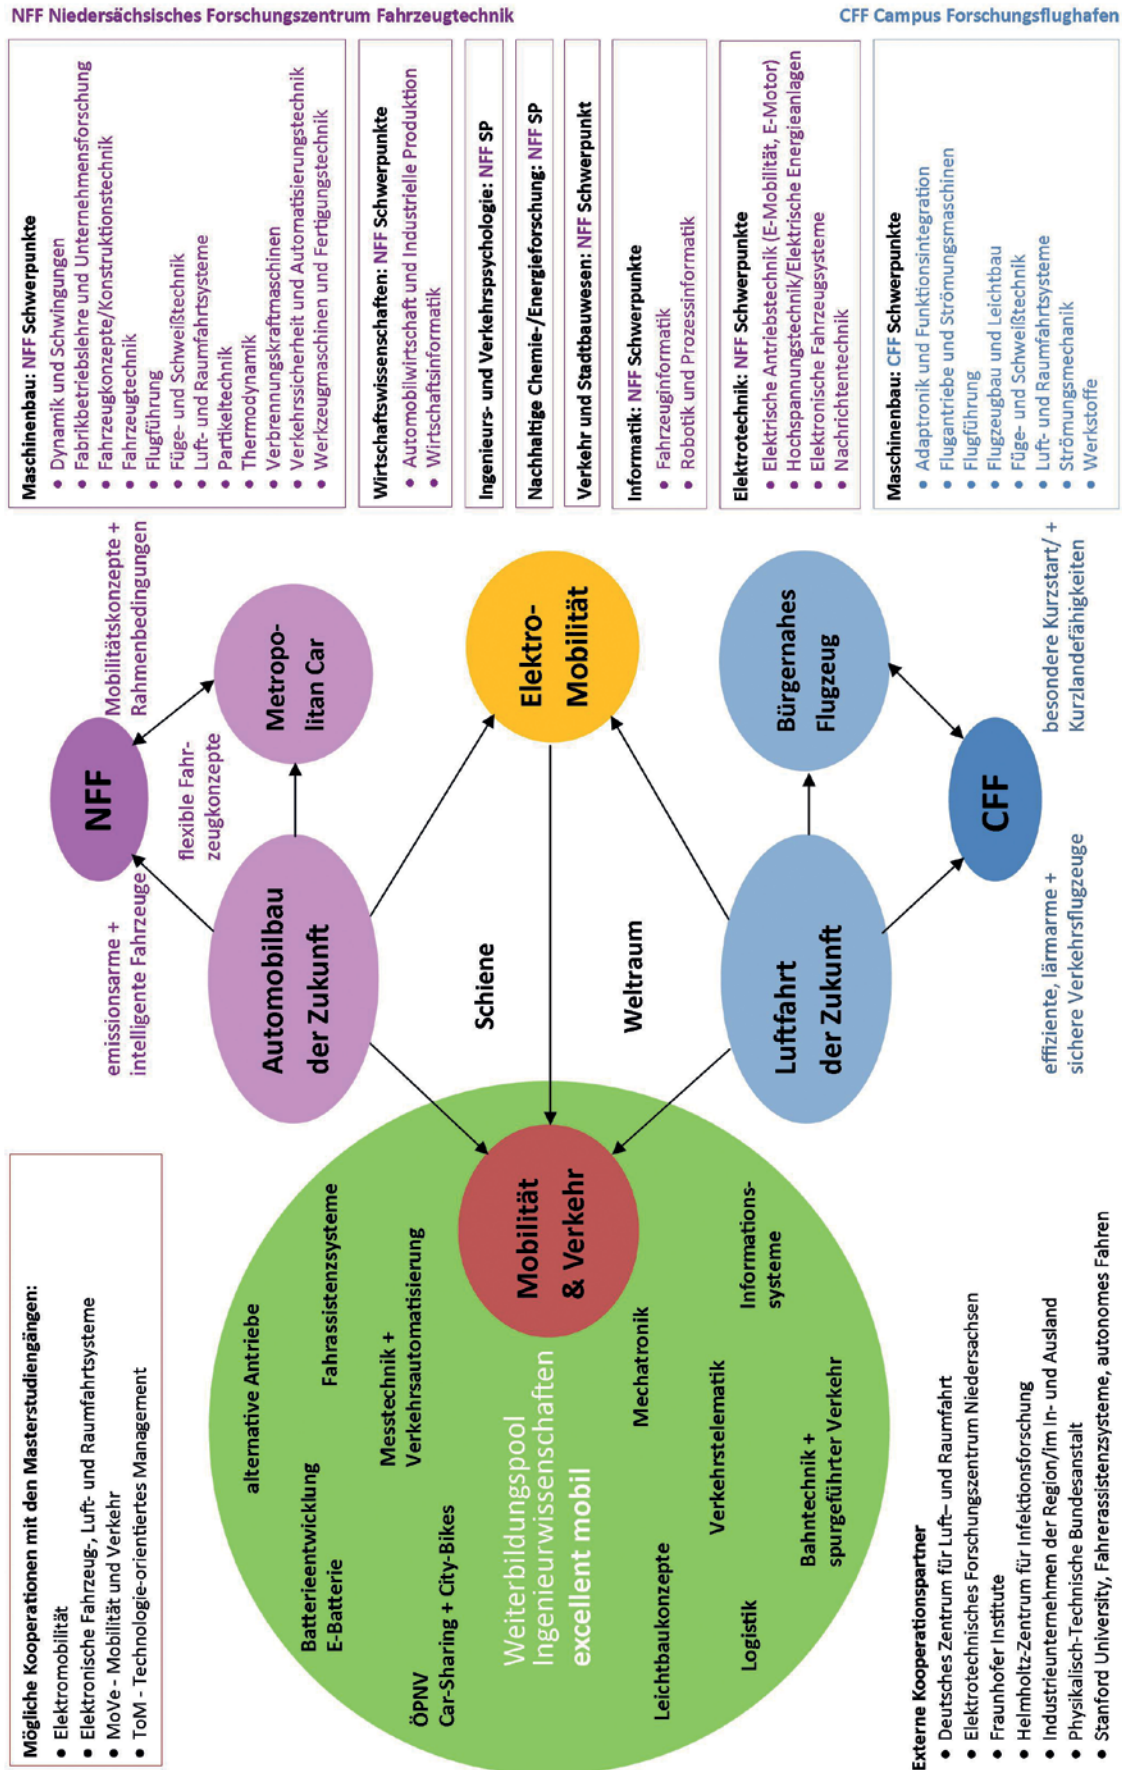 NFF Niedersächsisches Forschungszentrum Fahrzeugtechnik
CFF Campus Forschungsflughafen
Mögliche Kooperationen mit den Masterstudiengängen:
• Elektromobilität
• Elektronische Fahrzeug-, Luft- und Raumfahrtsysteme
• MoVe - Mobilität und Verkehr
• ToM - Technologie-orientiertes Management
emissionsarme +
intelligente Fahrzeuge
NFF
Mobilitätskonzepte +
Rahmenbedingungen
flexible Fahr-
zeugkonzepte
Automobilbau
der Zukunft
Metropo-
litan Car
Maschinenbau: NFF Schwerpunkte
• Dynamik und Schwingungen
• Fabrikbetriebslehre und Unternehmensforschung
• Fahrzeugkonzepte/Konstruktionstechnik
• Fahrzeugtechnik
• Flugführung
• Füge- und Schweißtechnik
• Luft- und Raumfahrtsysteme
• Partikeltechnik
• Thermodynamik
• Verbrennungskraftmaschinen
• Verkehrssicherheit und Automatisierungstechnik
• Werkzeugmaschinen und Fertigungstechnik
Wirtschaftswissenschaften: NFF Schwerpunkte
• Automobilwirtschaft und Industrielle Produktion
• Wirtschaftsinformatik
Ingenieurs- und Verkehrspsychologie: NFF SP
Nachhaltige Chemie-/Energieforschung: NFF SP
Verkehr und Stadtbauwesen: NFF Schwerpunkt
Informatik: NFF Schwerpunkte
• Fahrzeuginformatik
• Robotik und Prozessinformatik
Elektrotechnik: NFF Schwerpunkte
• Elektrische Antriebstechnik (E-Mobilität, E-Motor)
• Hochspannungstechnik/Elektrische Energieanlagen
• Elektronische Fahrzeugsysteme
• Nachrichtentechnik
Maschinenbau: CFF Schwerpunkte
• Adaptronik und Funktionsintegration
• Flugantriebe und Strömungsmaschinen
• Flugführung
• Flugzeugbau und Leichtbau
• Füge- und Schweißtechnik
• Luft- und Raumfahrtsysteme
• Strömungsmechanik
• Werkstoffe
alternative Antriebe
Batterieentwicklung
E-Batterie
Fahrassistenzsysteme
Messtechnik +
Verkehrsautomatisierung
ÖPNV
Car-Sharing + City-Bikes
Weiterbildungspool
Ingenieurwissenschaften
excellent mobil
Mobilität
& Verkehr
Schiene
Elektro-
Mobilität
Weltraum
Mechatronik
Leichtbaukonzepte
Verkehrstelematik
Informations-
systeme
Logistik
Bahntechnik +
spurgeführter Verkehr
Luftfahrt
der Zukunft
Bürgernahes
Flugzeug
CFF
effiziente, lärmarme +
sichere Verkehrsflugzeuge
besondere Kurzstart/ +
Kurzlandefähigkeiten
Externe Kooperationspartner
• Deutsches Zentrum für Luft– und Raumfahrt
• Elektrotechnisches Forschungszentrum Niedersachsen
• Fraunhofer Institute
• Helmholtz-Zentrum für Infektionsforschung
• Industrieunternehmen der Region/im In- und Ausland
• Physikalisch-Technische Bundesanstalt
• Stanford University, Fahrerassistenzsysteme, autonomes Fahren